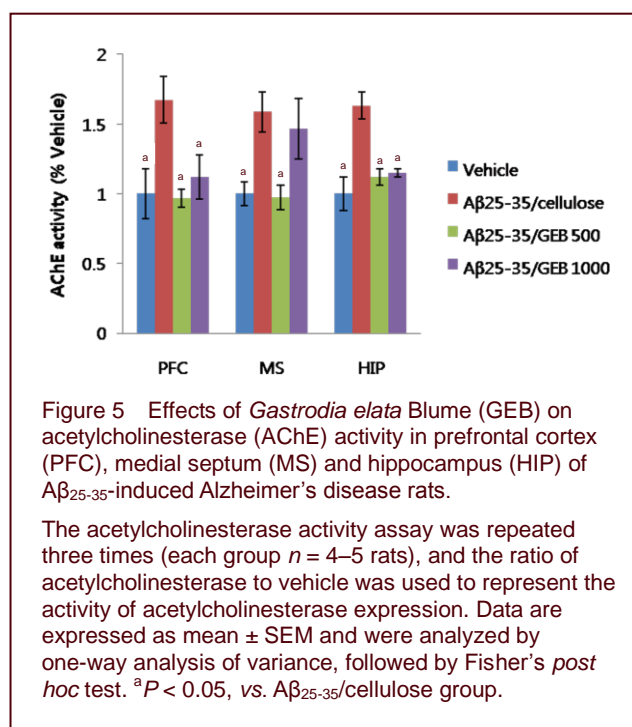 2
1.5
1
0.5
0
AChE activity (% Vehicle)
a a a a a a a a
PFC MS HIP
Vehicle
Aβ25-35/cellulose
Aβ25-35/GEB 500
Aβ25-35/GEB 1000
Figure 5 Effects of Gastrodia elata Blume (GEB) on
acetylcholinesterase (AChE) activity in prefrontal cortex
(PFC), medial septum (MS) and hippocampus (HIP) of
Aβ25-35-induced Alzheimer’s disease rats.
The acetylcholinesterase activity assay was repeated
three times (each group n = 4–5 rats), and the ratio of
acetylcholinesterase to vehicle was used to represent the
activity of acetylcholinesterase expression. Data are
expressed as mean ± SEM and were analyzed by
one-way analysis of variance, followed by Fisher’s post
hoc test. aP < 0.05, vs. Aβ25-35/cellulose group.